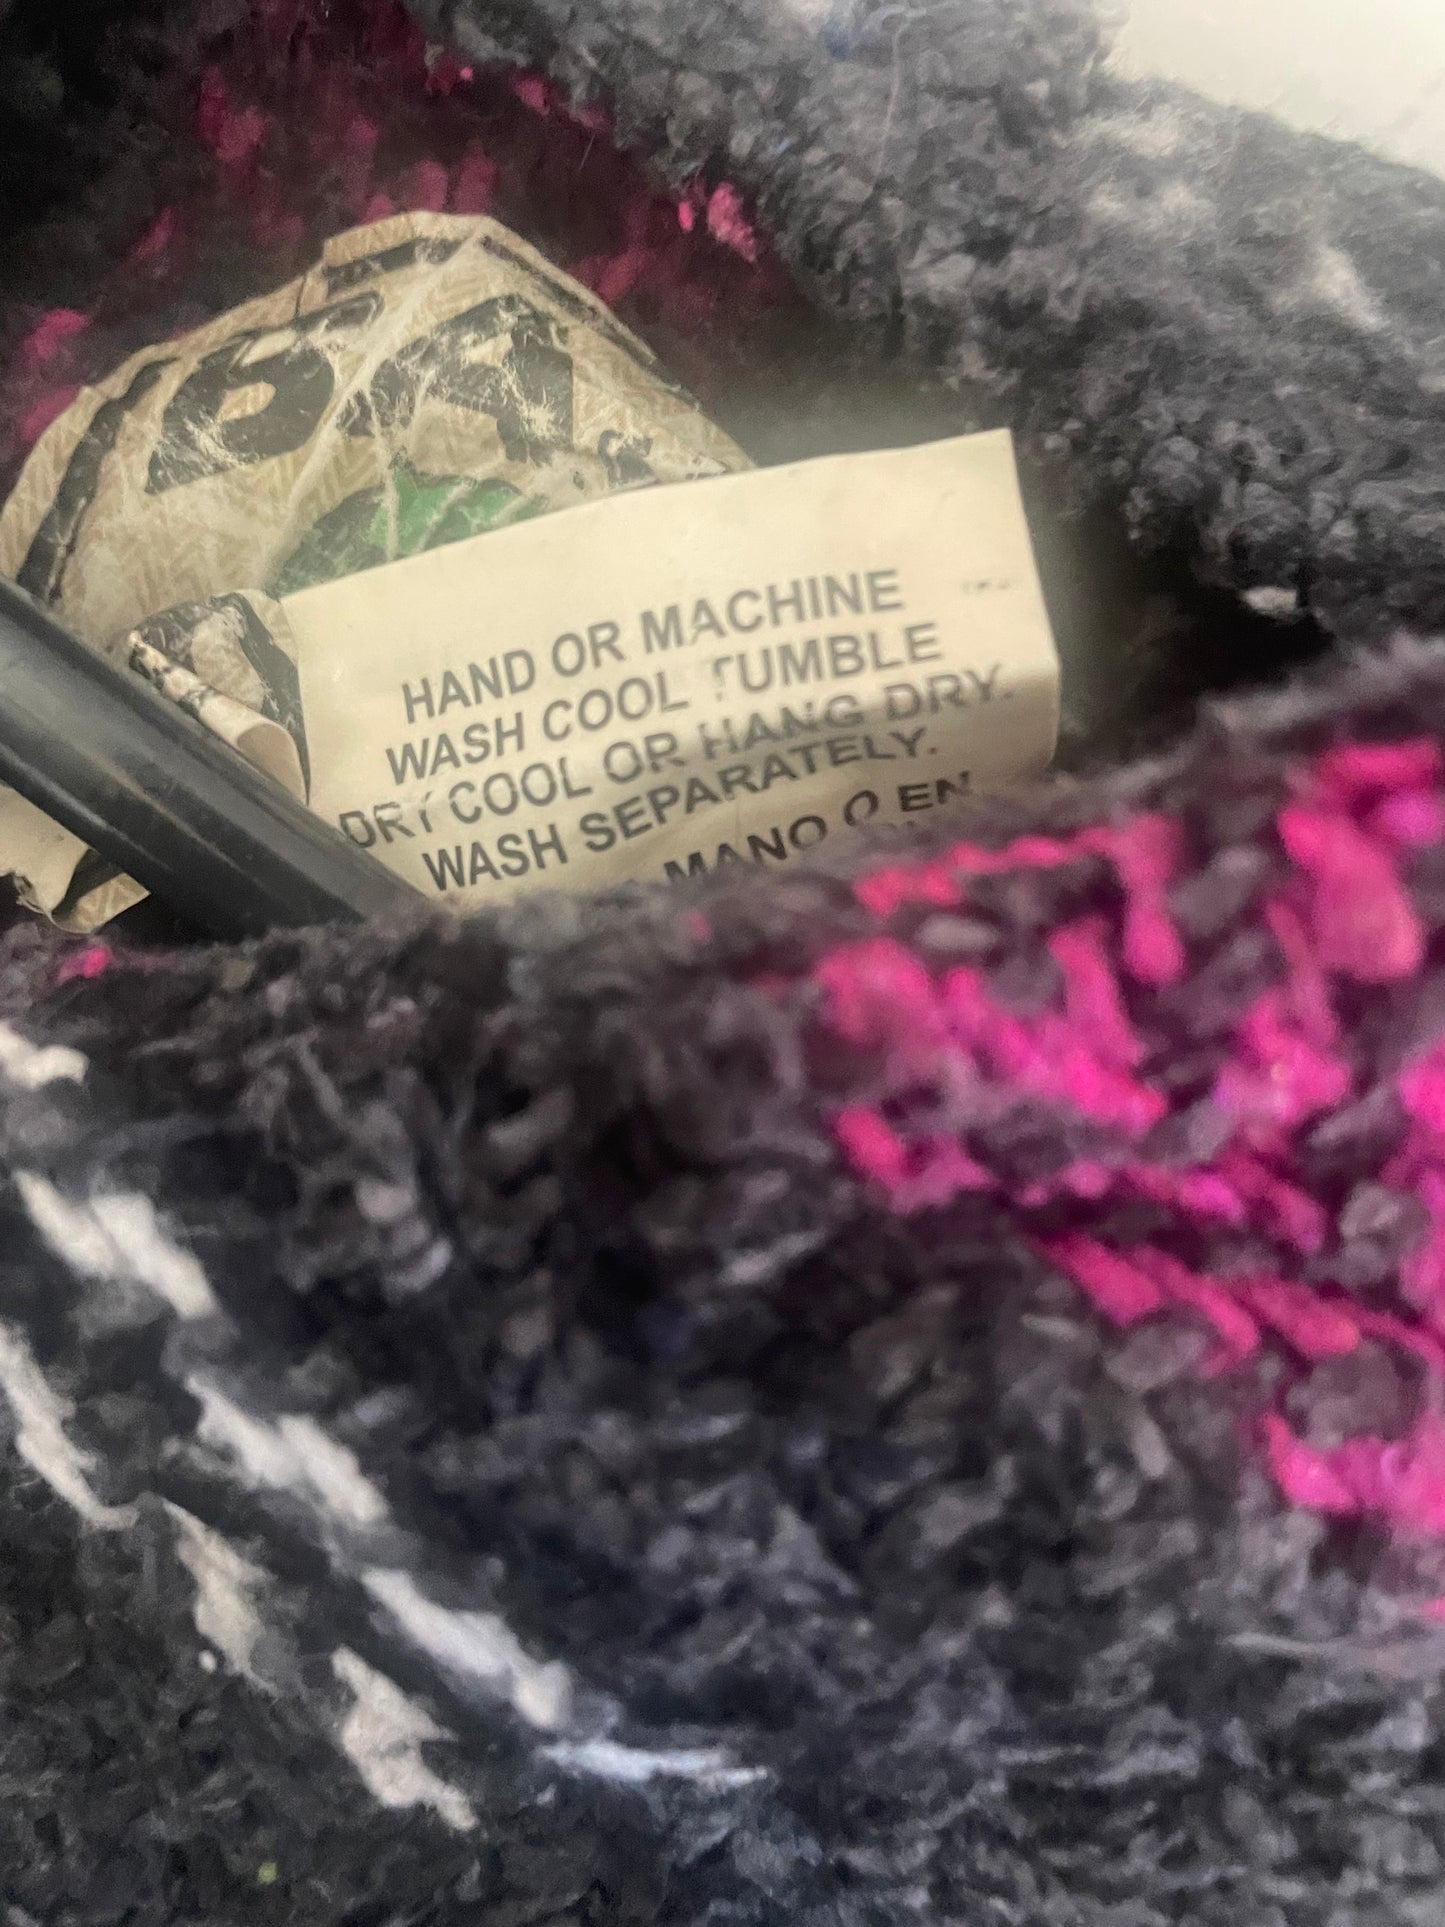 HAND OR MACHINE
WASH COOL TUMBLE
DRY COOL OR HANG DRY.
WASH SEPARATELY.
MANO O EN